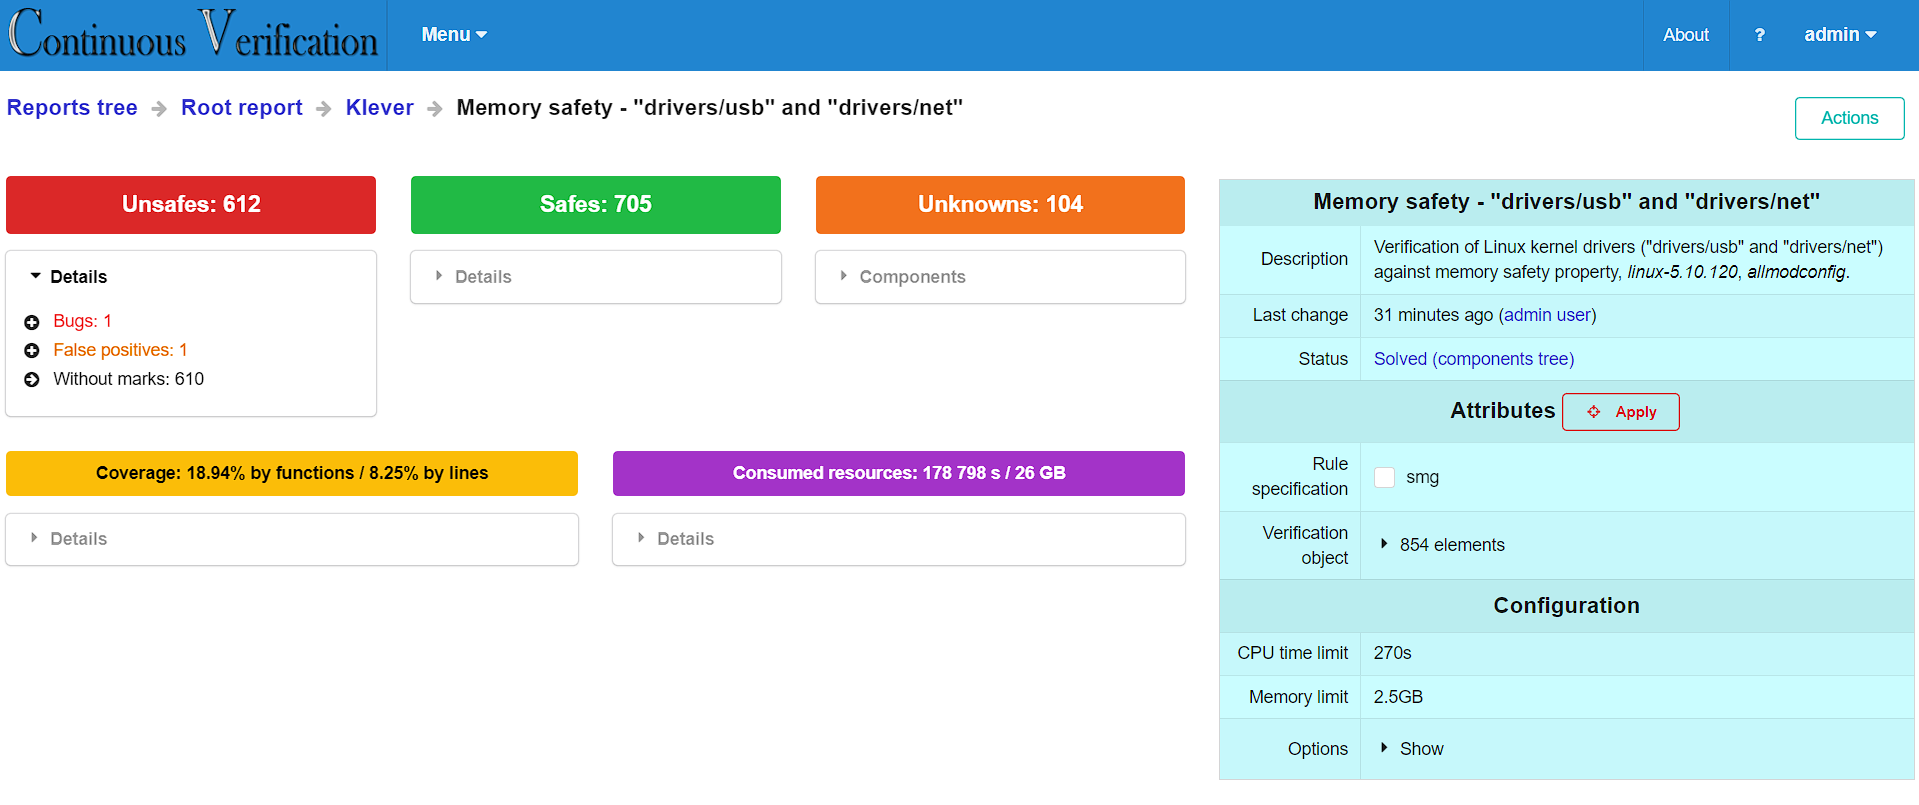 Continuous Verification
Menu
About
?
admin
Reports tree
Root report
Klever
Memory safety - "drivers/usb" and "drivers/net"
Actions
Unsafes: 612
Safes: 705
Unknowns: 104
Details
Bugs: 1
False positives: 1
Without marks: 610
Details
Components
Coverage: 18.94% by functions / 8.25% by lines
Consumed resources: 178 798 s / 26 GB
Details
Details
Memory safety - "drivers/usb" and "drivers/net"
Description
Verification of Linux kernel drivers ("drivers/usb" and "drivers/net")
against memory safety property, linux-5.10.120, allmodconfig.
Last change
31 minutes ago (admin user)
Status
Solved (components tree)
Attributes
Apply
Rule
specification
smg
Verification
object
854 elements
Configuration
CPU time limit
270s
Memory limit
2.5GB
Options
Show